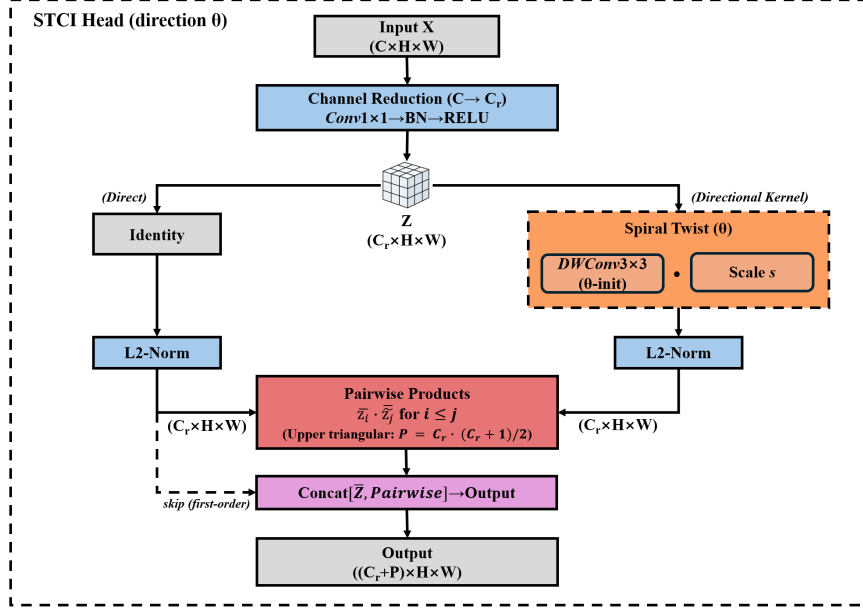 STCI Head (direction θ)
Input X
(C×H×W)
Channel Reduction (C→ Cᵣ)
Conv1×1→BN→RELU
(Direct)
(Directional Kernel)
Z
(Cᵣ×H×W)
Identity
Spiral Twist (θ)
DWConv3×3
(θ-init)
•
Scale s
L2-Norm
L2-Norm
Pairwise Products
z̅ᵢ · z̿̃ⱼ for i ≤ j
(Upper triangular: P = Cᵣ · (Cᵣ + 1)/2)
(Cᵣ×H×W)
(Cᵣ×H×W)
Concat[Z̅, Pairwise]→Output
skip (first-order)
Output
((Cᵣ+P)×H×W)